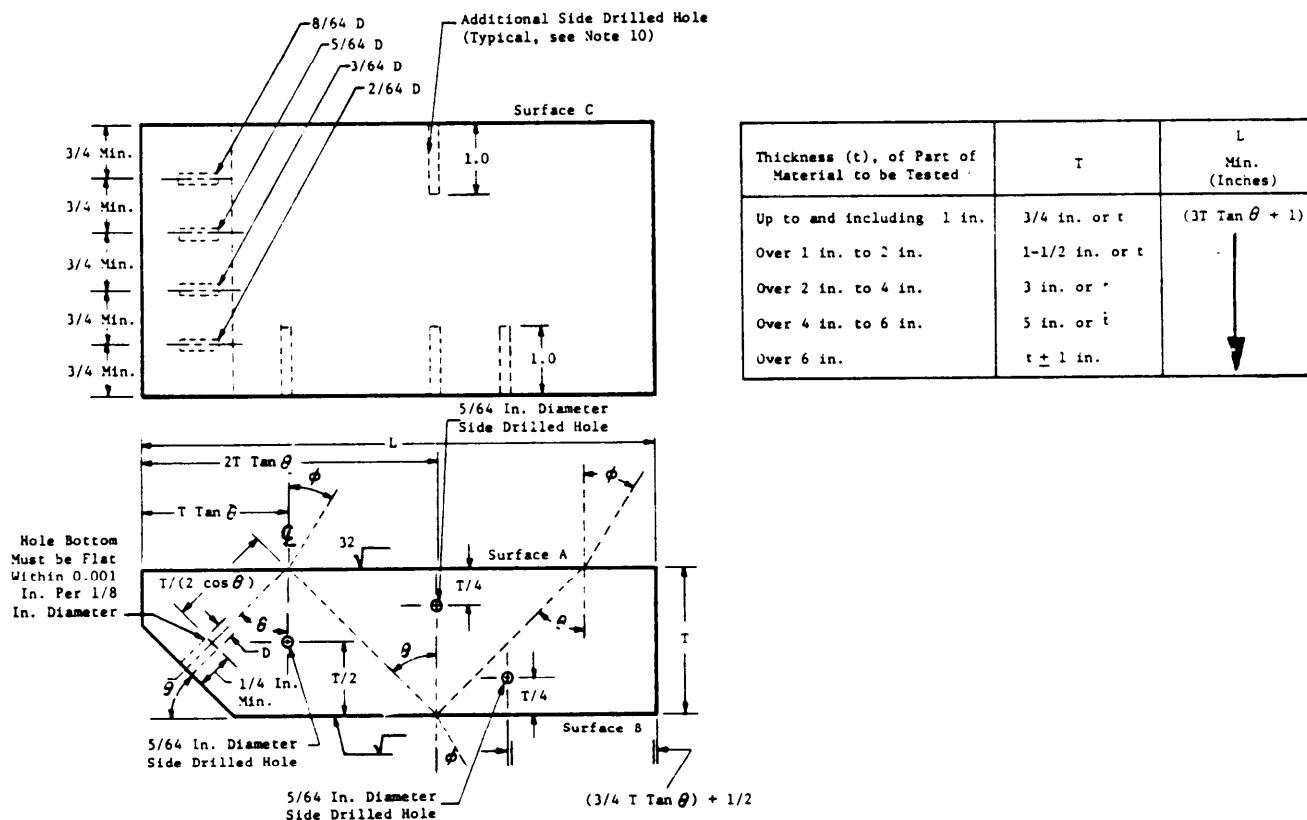 8/64 D
5/64 D
3/64 D
2/64 D
Additional Side Drilled Hole
(Typical, see Note 10)
Surface C
3/4 Min.
3/4 Min.
3/4 Min.
3/4 Min.
3/4 Min.
1.0
1.0
5/64 In. Diameter
Side Drilled Hole
L
2T Tan θ
T Tan θ
ϕ
ϕ
℄
32
Surface A
Hole Bottom
Must be Flat
Within 0.001
In. Per 1/8
In. Diameter
T/(2 cos θ)
T/4
θ
D
θ
θ
θ
T
1/4 In.
Min.
T/2
T/4
Surface B
ϕ
5/64 In. Diameter
Side Drilled Hole
5/64 In. Diameter
Side Drilled Hole
(3/4 T Tan θ) + 1/2
Thickness (t), of Part of
Material to be Tested
T
L
Min.
(Inches)
Up to and including 1 in.
3/4 in. or t
(3T Tan θ + 1)
Over 1 in. to 2 in.
1-1/2 in. or t
Over 2 in. to 4 in.
3 in. or
Over 4 in. to 6 in.
5 in. or t
Over 6 in.
t ± 1 in.